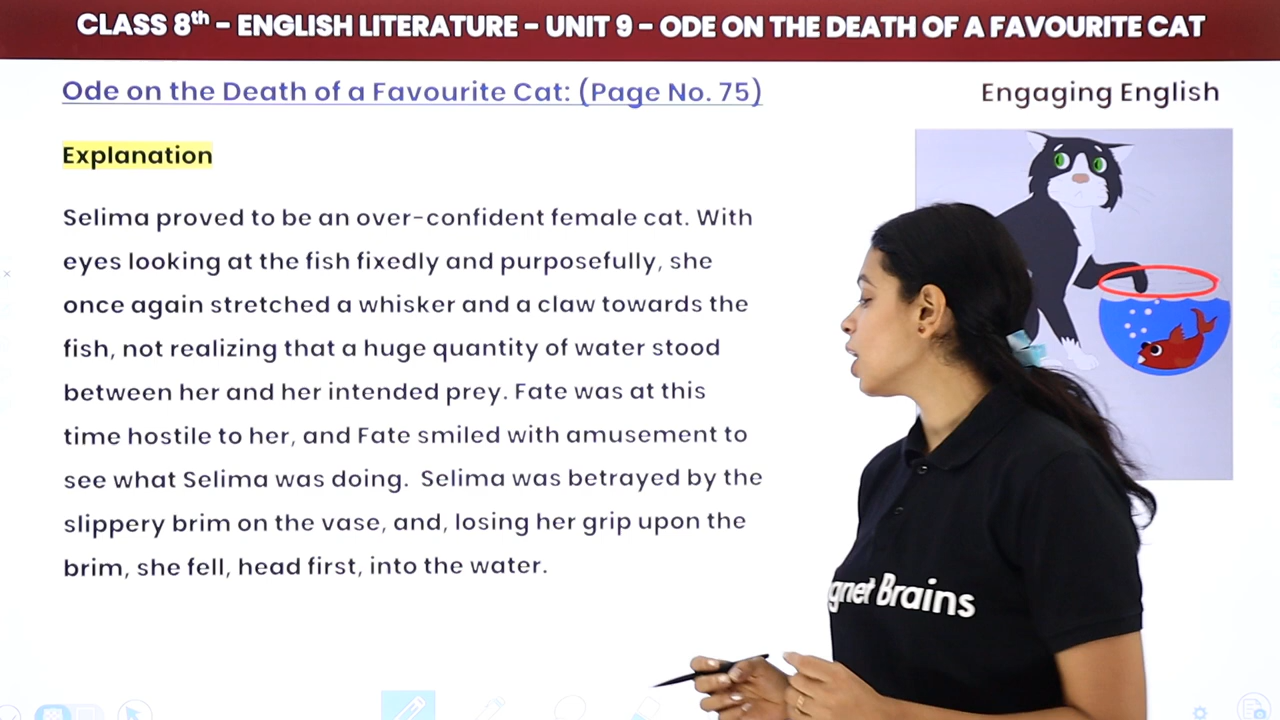 CLASS 8th – ENGLISH LITERATURE – UNIT 9 – ODE ON THE DEATH OF A FAVOURITE CAT
Ode on the Death of a Favourite Cat: (Page No. 75)
Engaging English
Explanation
Selima proved to be an over-confident female cat. With
eyes looking at the fish fixedly and purposefully, she
once again stretched a whisker and a claw towards the
fish, not realizing that a huge quantity of water stood
between her and her intended prey. Fate was at this
time hostile to her, and Fate smiled with amusement to
see what Selima was doing. Selima was betrayed by the
slippery brim on the vase, and, losing her grip upon the
brim, she fell, head first, into the water.
gnet Brains